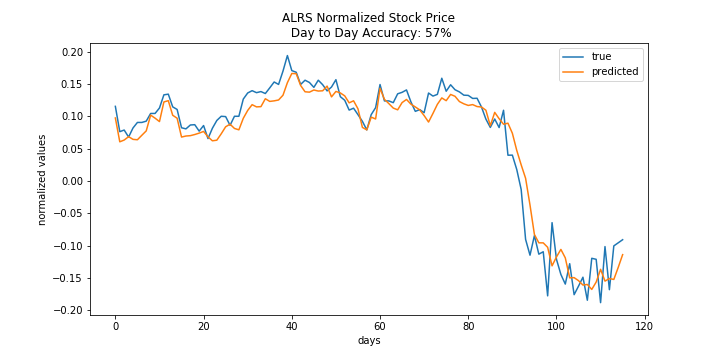 ALRS Normalized Stock Price
Day to Day Accuracy: 57%
true
predicted
normalized values
0.20
0.15
0.10
0.05
0.00
−0.05
−0.10
−0.15
−0.20
0
20
40
60
80
100
120
days